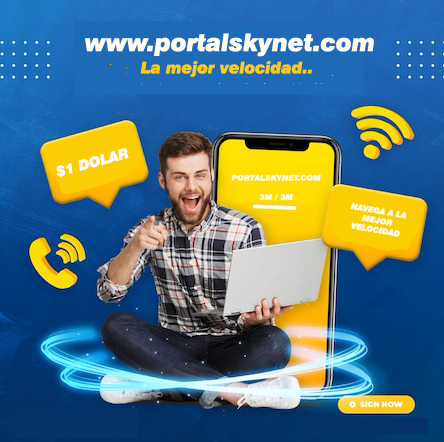 www.portalskynet.com
La mejor velocidad..
$1 DOLAR
PORTALSKYNET.COM
3M / 3M
NAVEGA A LA
MEJOR
VELOCIDAD
SIGN NOW